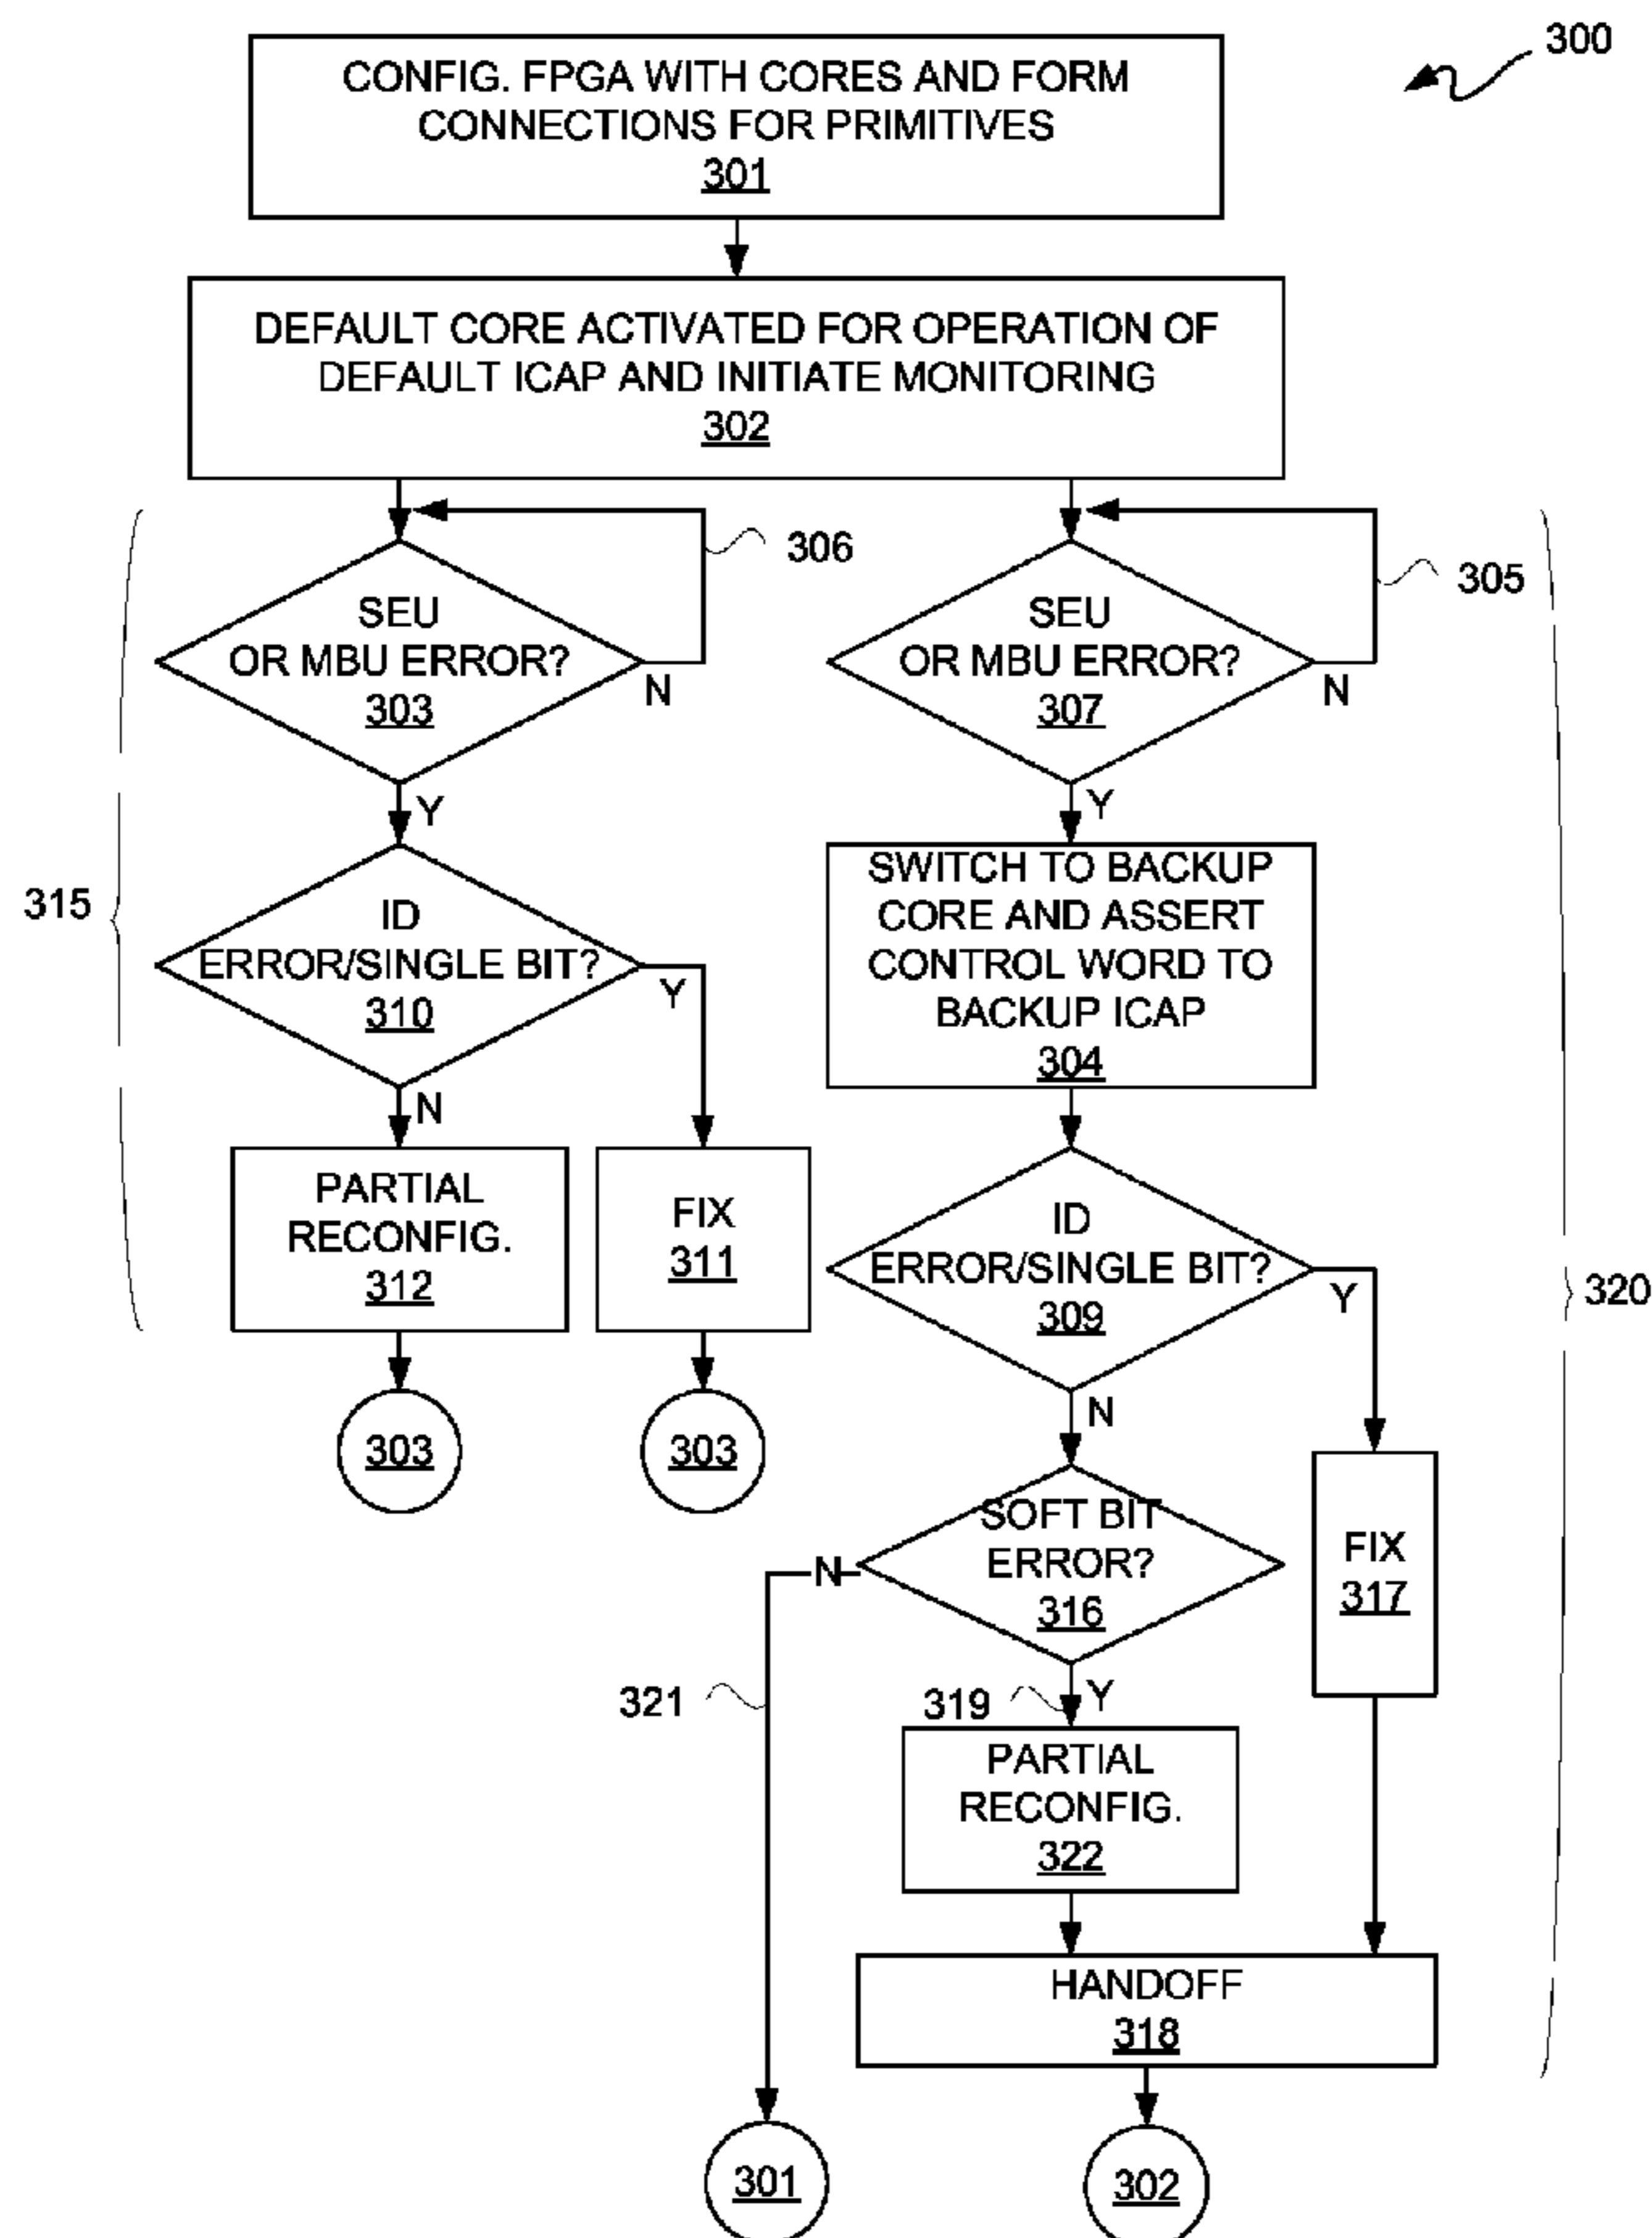 300
CONFIG. FPGA WITH CORES AND FORM
CONNECTIONS FOR PRIMITIVES
301
DEFAULT CORE ACTIVATED FOR OPERATION OF
DEFAULT ICAP AND INITIATE MONITORING
302
306
305
SEU
OR MBU ERROR?
303
N
Y
SEU
OR MBU ERROR?
307
N
Y
315
ID
ERROR/SINGLE BIT?
310
Y
N
SWITCH TO BACKUP
CORE AND ASSERT
CONTROL WORD TO
BACKUP ICAP
304
PARTIAL
RECONFIG.
312
FIX
311
303
303
ID
ERROR/SINGLE BIT?
309
Y
N
320
SOFT BIT
ERROR?
316
N
Y
FIX
317
321
319
PARTIAL
RECONFIG.
322
HANDOFF
318
301
302